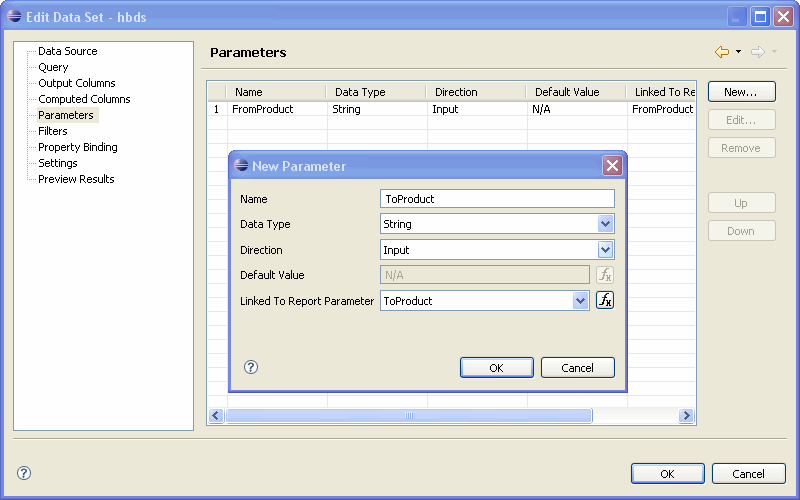 Edit Data Set - hbds
Data Source
Query
Output Columns
Computed Columns
Parameters
Filters
Property Binding
Settings
Preview Results
Parameters
Name Data Type Direction Default Value Linked To Re
1 FromProduct String Input N/A FromProduct
New...
Edit...
Remove
Up
Down
New Parameter
Name ToProduct
Data Type String
Direction Input
Default Value N/A fx
Linked To Report Parameter ToProduct fx
? OK Cancel
? OK Cancel